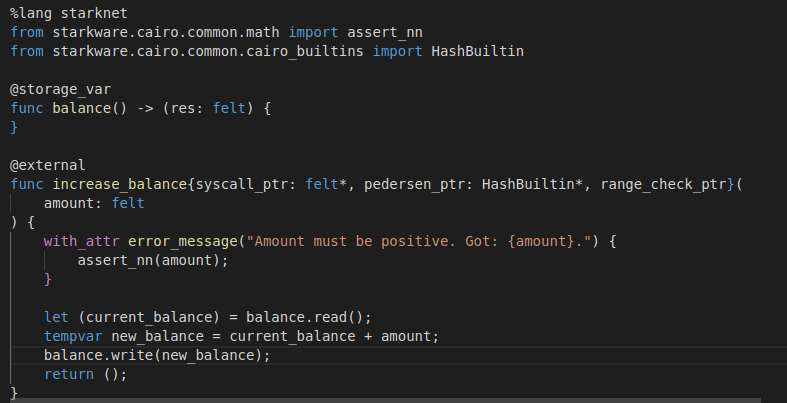 %lang starknet
from starkware.cairo.common.math import assert_nn
from starkware.cairo.common.cairo_builtins import HashBuiltin

@storage_var
func balance() -> (res: felt) {
}

@external
func increase_balance{syscall_ptr: felt*, pedersen_ptr: HashBuiltin*, range_check_ptr}(
    amount: felt
) {
    with_attr error_message("Amount must be positive. Got: {amount}.") {
        assert_nn(amount);
    }

    let (current_balance) = balance.read();
    tempvar new_balance = current_balance + amount;
    balance.write(new_balance);
    return ();
}